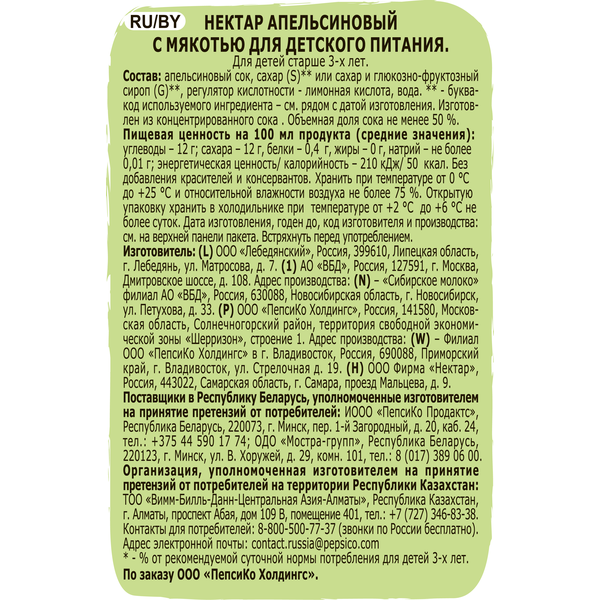 RU/BY НЕКТАР АПЕЛЬСИНОВЫЙ
С МЯКОТЬЮ ДЛЯ ДЕТСКОГО ПИТАНИЯ.
Для детей старше 3-х лет.
Состав: апельсиновый сок, сахар (S)** или сахар и глюкозно-фруктозный
сироп (G)**, регулятор кислотности - лимонная кислота, вода. ** - буква-
код используемого ингредиента – см. рядом с датой изготовления. Изготов-
лен из концентрированного сока . Объемная доля сока не менее 50 %.
Пищевая ценность на 100 мл продукта (средние значения):
углеводы – 12 г; сахара – 12 г, белки – 0,4 г, жиры – 0 г, натрий – не более
0,01 г; энергетическая ценность/ калорийность – 210 кДж/ 50 ккал. Без
добавления красителей и консервантов. Хранить при температуре от 0 °С
до +25 °С и относительной влажности воздуха не более 75 %. Открытую
упаковку хранить в холодильнике при температуре от +2 °С до +6 °С не
более суток. Дата изготовления, годен до, код изготовителя и производства:
см. на верхней панели пакета. Встряхнуть перед употреблением.
Изготовитель: (L) ООО «Лебедянский», Россия, 399610, Липецкая область,
г. Лебедянь, ул. Матросова, д. 7. (1) АО «ВБД», Россия, 127591, г. Москва,
Дмитровское шоссе, д. 108. Адрес производства: (N) – «Сибирское молоко»
филиал АО «ВБД», Россия, 630088, Новосибирская область, г. Новосибирск,
ул. Петухова, д. 33. (P) ООО «ПепсиКо Холдингс», Россия, 141580, Москов-
ская область, Солнечногорский район, территория свободной экономи-
ческой зоны «Шерризон», строение 1. Адрес производства: (W) – Филиал
ООО «ПепсиКо Холдингс» в г. Владивосток, Россия, 690088, Приморский
край, г. Владивосток, ул. Стрелочная д. 19. (H) ООО Фирма «Нектар»,
Россия, 443022, Самарская область, г. Самара, проезд Мальцева, д. 9.
Поставщики в Республику Беларусь, уполномоченные изготовителем
на принятие претензий от потребителей: ИООО «ПепсиКо Продактс»,
Республика Беларусь, 220073, г. Минск, пер. 1-й Загородный, д. 20, каб. 24,
тел.: +375 44 590 17 74; ОДО «Мостра-групп», Республика Беларусь,
220123, г. Минск, ул. В. Хоружей, д. 29, комн. 101, тел.: 8 (017) 389 06 00.
Организация, уполномоченная изготовителем на принятие
претензий от потребителей на территории Республики Казахстан:
ТОО «Вимм-Билль-Данн-Центральная Азия-Алматы», Республика Казахстан,
г. Алматы, проспект Абая, дом 109 В, помещение 401, тел.: +7 (727) 346-83-38.
Контакты для потребителей: 8-800-500-77-37 (звонки по России бесплатно).
Адрес электронной почты: contact.russia@pepsico.com
* - % от рекомендуемой суточной нормы потребления для детей 3-х лет.
По заказу ООО «ПепсиКо Холдингс».